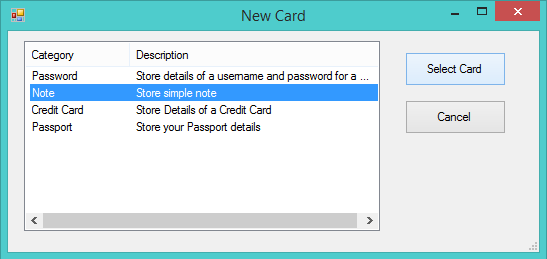 New Card
Category Description
Password Store details of a username and password for a ...
Note Store simple note
Credit Card Store Details of a Credit Card
Passport Store your Passport details
Select Card
Cancel